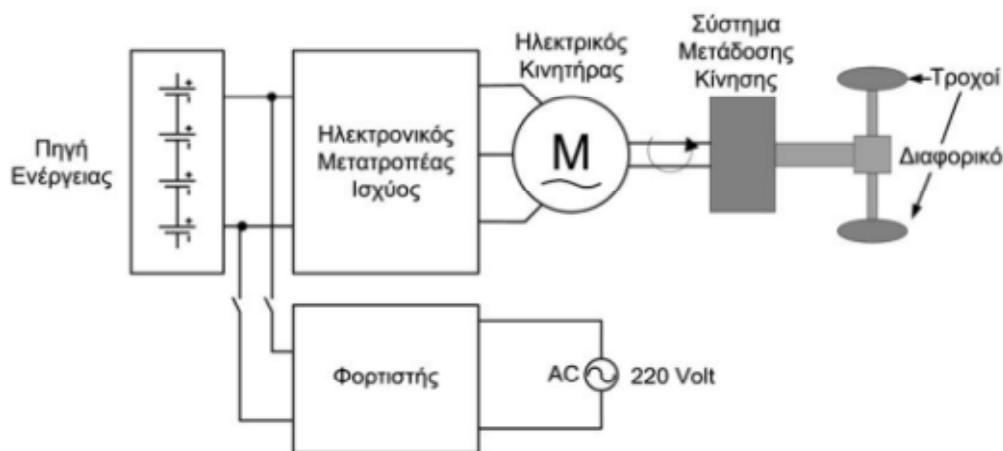 Πηγή
Ενέργειας
Ηλεκτρονικός
Μετατροπέας
Ισχύος
Ηλεκτρικός
Κινητήρας
M
Σύστημα
Μετάδοσης
Κίνησης
Τροχοί
Διαφορικό
Φορτιστής
AC
220 Volt